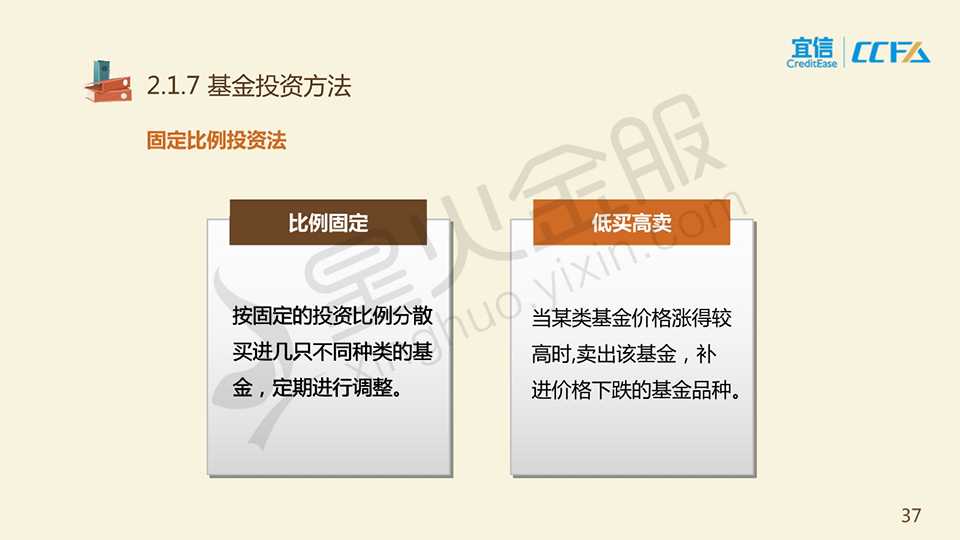 宜信
CreditEase
CCFA
2.1.7 基金投资方法
固定比例投资法
比例固定
低买高卖
按固定的投资比例分散
买进几只不同种类的基
金，定期进行调整。
当某类基金价格涨得较
高时,卖出该基金，补
进价格下跌的基金品种。
星火金服
xinghuo.yixin.com
37